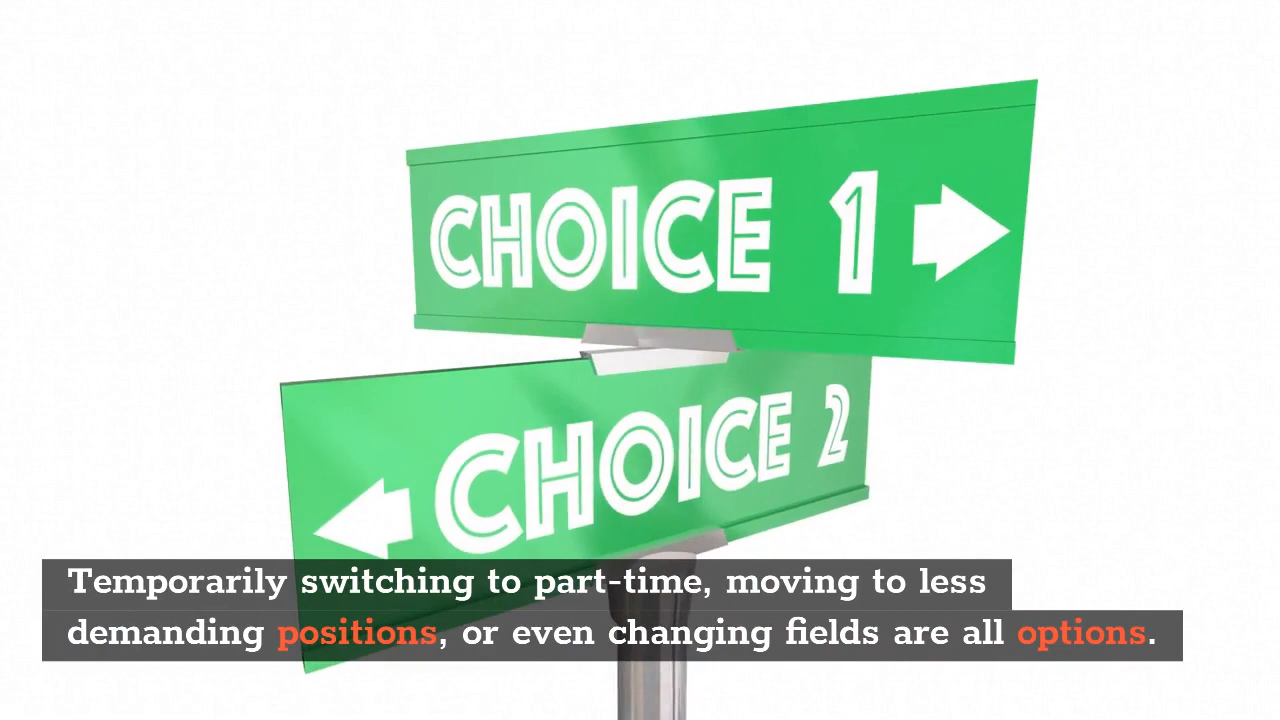 CHOICE 1
CHOICE 2
Temporarily switching to part-time, moving to less
demanding positions, or even changing fields are all options.